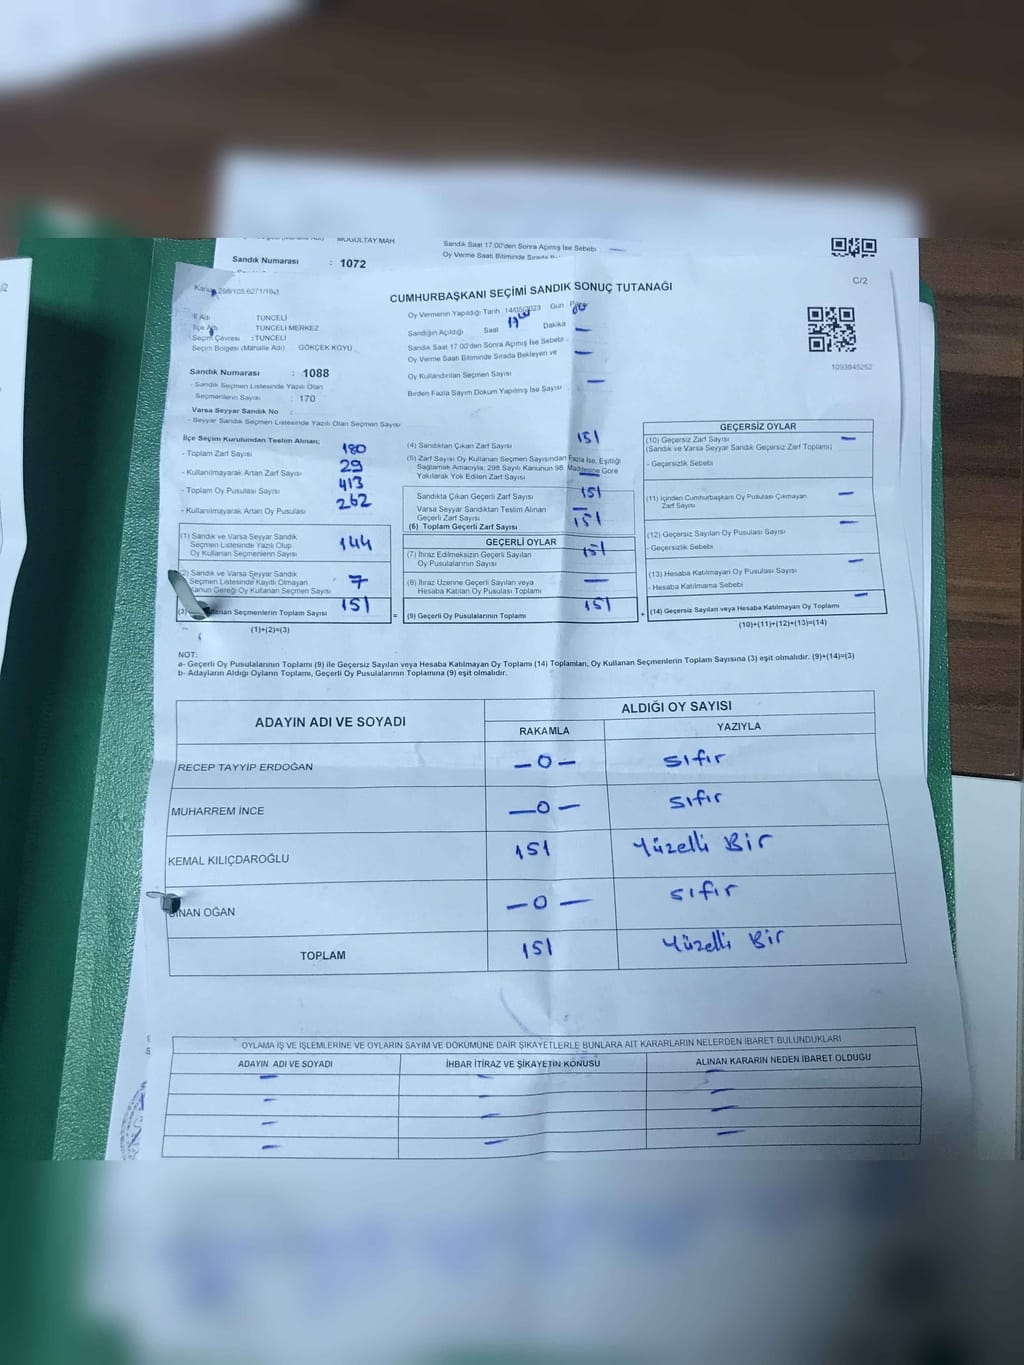 MOĞULTAY MAH
Sandık Saat 17:00'den Sonra Açımış İse Sebebi
Oy Verme Saati Bitiminde Sırada
Sandık Numarası : 1072
C/2
CUMHURBAŞKANI SEÇİMİ SANDIK SONUÇ TUTANAĞI
İl Adı TUNCELİ
İlçe Adı TUNCELİ MERKEZ
Seçim Çevresi : TUNCELİ
Seçim Bölgesi (Mahalle Adı) GÖKÇEK KÖYÜ
Oy Vermenin Yapıldığı Tarih 14/05/2023 Gün
Sandığın Açıldığı Saat 17 Dakika
Sandık Saat 17:00'den Sonra Açımış İse Sebebi
Oy Verme Saati Bitiminde Sırada Bekleyen ve
Oy Kullandırılan Seçmen Sayısı
Birden Fazla Sayım Döküm Yapılmış İse Sayısı
1093845262
Sandık Numarası : 1088
- Sandık Seçmen Listesinde Yazılı Olan
Seçmenlerin Sayısı : 170
Varsa Seyyar Sandık No :
- Seyyar Sandık Seçmen Listesinde Yazılı Olan Seçmen Sayısı
İlçe Seçim Kurulundan Teslim Alınan;
- Toplam Zarf Sayısı 180
- Kullanılmayarak Artan Zarf Sayısı 29
- Toplam Oy Pusulası Sayısı 413
- Kullanılmayarak Artan Oy Pusulası 262
(1) Sandık ve Varsa Seyyar Sandık
Seçmen Listesinde Yazılı Olup
Oy Kullanan Seçmenlerin Sayısı 144
(2) Sandık ve Varsa Seyyar Sandık
Seçmen Listesinde Kayıtlı Olmayan
Kanun Gereği Oy Kullanan Seçmen Sayısı 7
(3) Kullanan Seçmenlerin Toplam Sayısı 151
(1)+(2)=(3)
(4) Sandıktan Çıkan Zarf Sayısı 151
(5) Zarf Sayısı Oy Kullanan Seçmen Sayısından Fazla İse, Eşitliği
Sağlamak Amacıyla, 298 Sayılı Kanunun 98. Maddesine Göre
Yakılarak Yok Edilen Zarf Sayısı —
Sandıkta Çıkan Geçerli Zarf Sayısı 151
Varsa Seyyar Sandıktan Teslim Alınan
Geçerli Zarf Sayısı —
(6) Toplam Geçerli Zarf Sayısı 151
GEÇERLİ OYLAR
(7) İtiraz Edilmeksizin Geçerli Sayılan
Oy Pusulasının Sayısı 151
(8) İtiraz Üzerine Geçerli Sayılan veya
Hesaba Katılan Oy Pusulası Toplamı —
= (9) Geçerli Oy Pusulalarının Toplamı 151 +
GEÇERSİZ OYLAR
(10) Geçersiz Zarf Sayısı —
(Sandık ve Varsa Seyyar Sandık Geçersiz Zarf Toplamı)
- Geçersizlik Sebebi
(11) İçinden Cumhurbaşkanı Oy Pusulası Çıkmayan —
Zarf Sayısı
(12) Geçersiz Sayılan Oy Pusulası Sayısı —
- Geçersizlik Sebebi
(13) Hesaba Katılmayan Oy Pusulası Sayısı —
- Hesaba Katılmama Sebebi
(14) Geçersiz Sayılan veya Hesaba Katılmayan Oy Toplamı —
(10)+(11)+(12)+(13)=(14)
NOT:
a- Geçerli Oy Pusulalarının Toplamı (9) ile Geçersiz Sayılan veya Hesaba Katılmayan Oy Toplamı (14) Toplamları, Oy Kullanan Seçmenlerin Toplam Sayısına (3) eşit olmalıdır. (9)+(14)=(3)
b- Adayların Aldığı Oyların Toplamı, Geçerli Oy Pusulalarının Toplamına (9) eşit olmalıdır.
ADAYIN ADI VE SOYADI
ALDIĞI OY SAYISI
RAKAMLA YAZIYLA
RECEP TAYYİP ERDOĞAN —0— Sıfır
MUHARREM İNCE —0— Sıfır
KEMAL KILIÇDAROĞLU 151 Yüzelli Bir
SİNAN OĞAN —0— Sıfır
TOPLAM 151 Yüzelli Bir
OYLAMA İŞ VE İŞLEMLERİNE VE OYLARIN SAYIM VE DÖKÜMÜNE DAİR ŞİKAYETLERLE BUNLARA AİT KARARLARIN NELERDEN İBARET BULUNDUKLARI
ADAYIN ADI VE SOYADI İHBAR İTİRAZ VE ŞİKAYETİN KONUSU ALINAN KARARIN NEDEN İBARET OLDUĞU